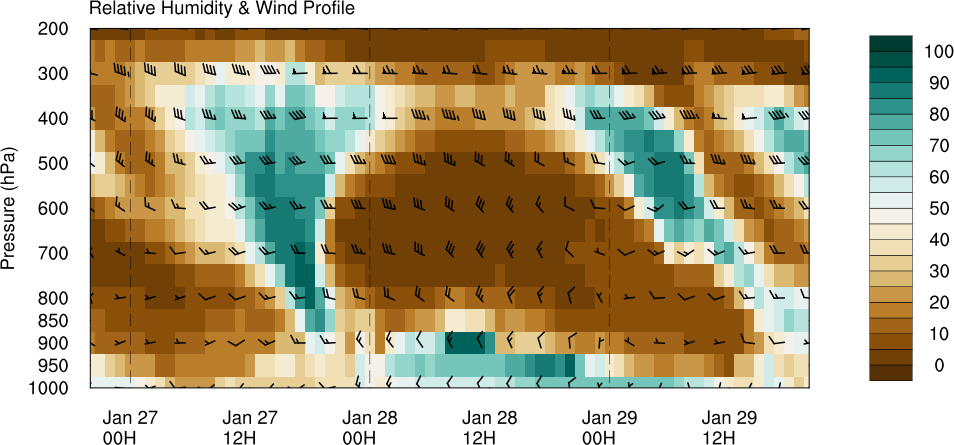 Relative Humidity & Wind Profile
Pressure (hPa)
200
300
400
500
600
700
800
850
900
950
1000
Jan 27
00H
Jan 27
12H
Jan 28
00H
Jan 28
12H
Jan 29
00H
Jan 29
12H
100
90
80
70
60
50
40
30
20
10
0